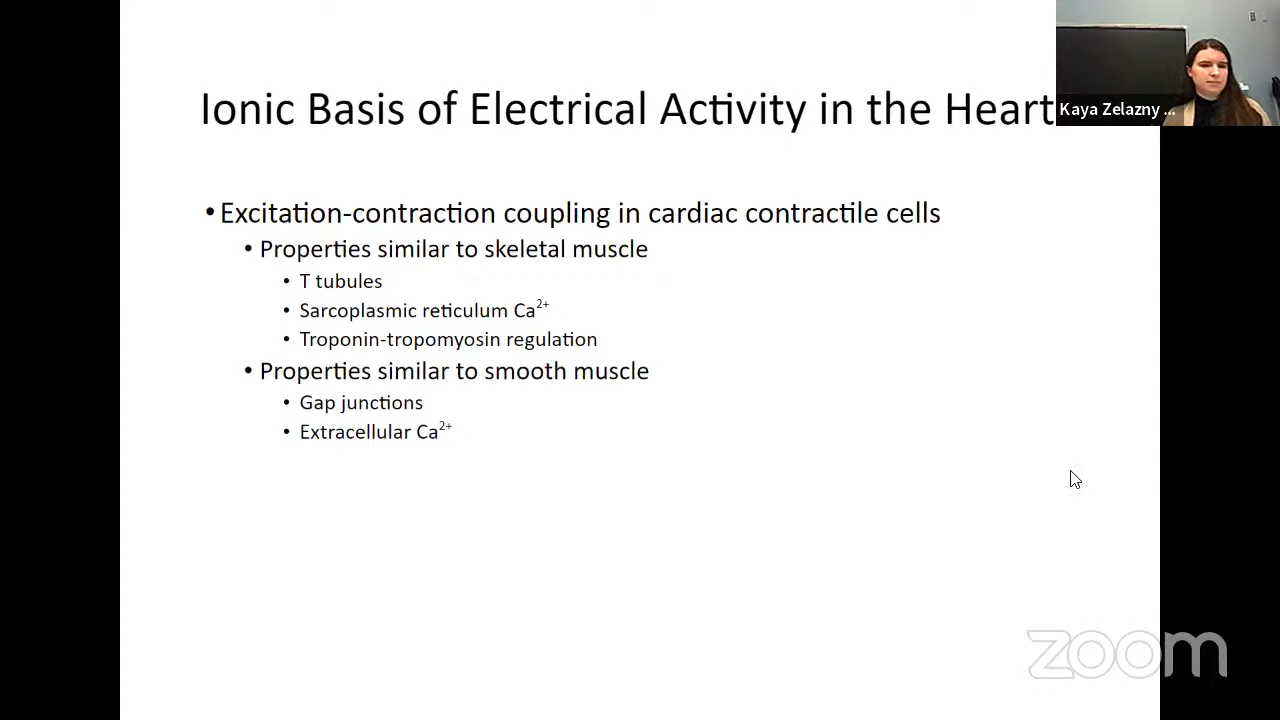 Ionic Basis of Electrical Activity in the Heart
Kaya Zelazny ...
• Excitation-contraction coupling in cardiac contractile cells
• Properties similar to skeletal muscle
• T tubules
• Sarcoplasmic reticulum Ca²⁺
• Troponin-tropomyosin regulation
• Properties similar to smooth muscle
• Gap junctions
• Extracellular Ca²⁺
zoom